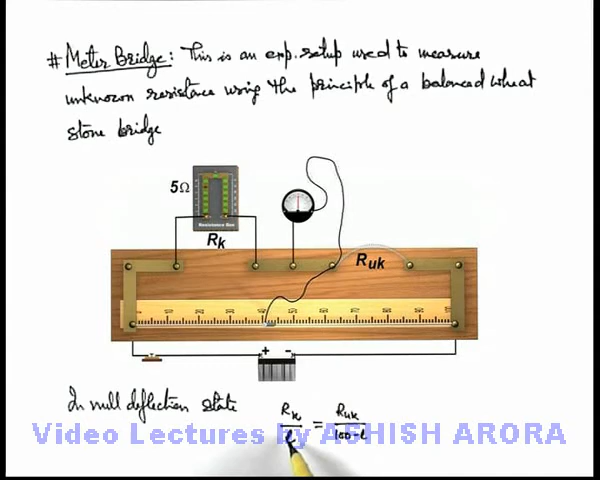 # Meter Bridge: This is an exp. setup used to measure
unknown resistance using the principle of a balanced wheat
stone bridge
5Ω
Resistance Box
Rk
Ruk
+ -
In null deflection state
Rk / l = Ruk / 100-l
Video Lectures by ASHISH ARORA